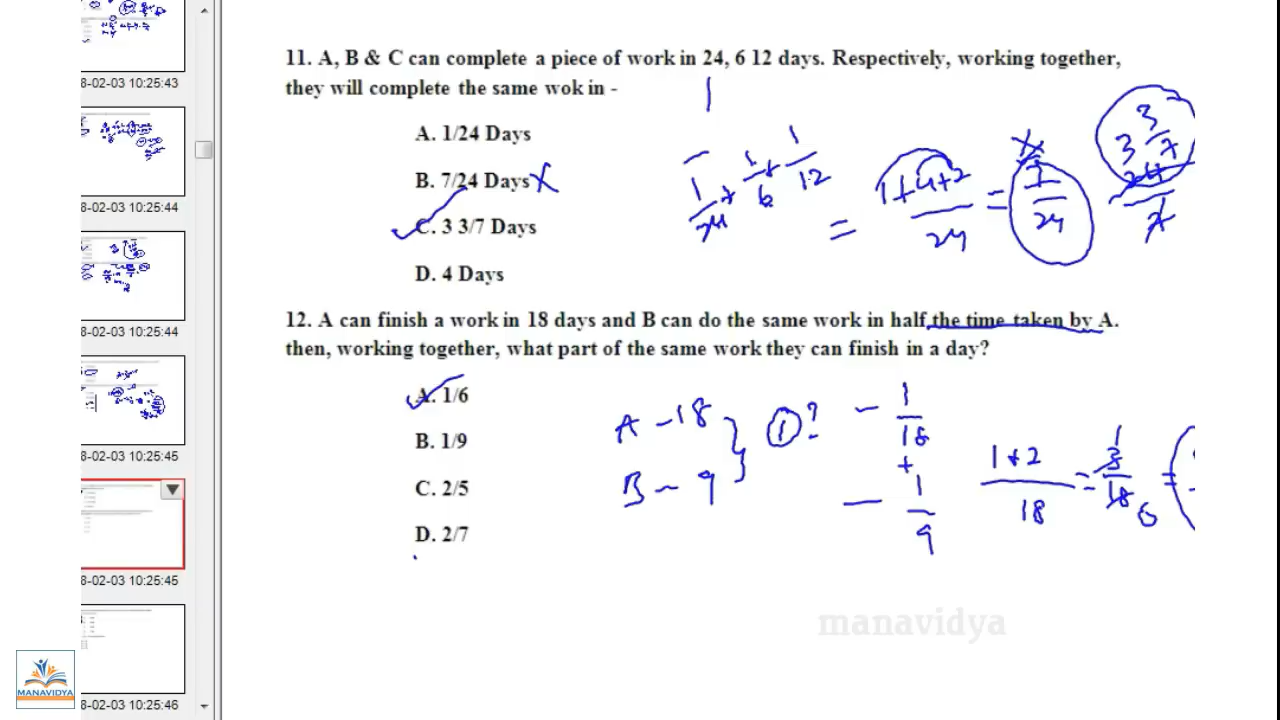 8-02-03 10:25:43
8-02-03 10:25:44
8-02-03 10:25:44
8-02-03 10:25:45
8-02-03 10:25:46
11. A, B & C can complete a piece of work in 24, 6 12 days. Respectively, working together,
they will complete the same wok in -
A. 1/24 Days
B. 7/24 Days X
C. 3 3/7 Days
D. 4 Days
1
1/24 + 1/6 + 1/12 = 1+4+2/24 = 7/24
3 3/7
24/7
12. A can finish a work in 18 days and B can do the same work in half the time taken by A.
then, working together, what part of the same work they can finish in a day?
A. 1/6
B. 1/9
C. 2/5
D. 2/7
A - 18
B - 9
} 1 ? - 1/18
+
- 1/9
1+2/18 = 3/18 =
1
6
manavidya
MANAVIDYA